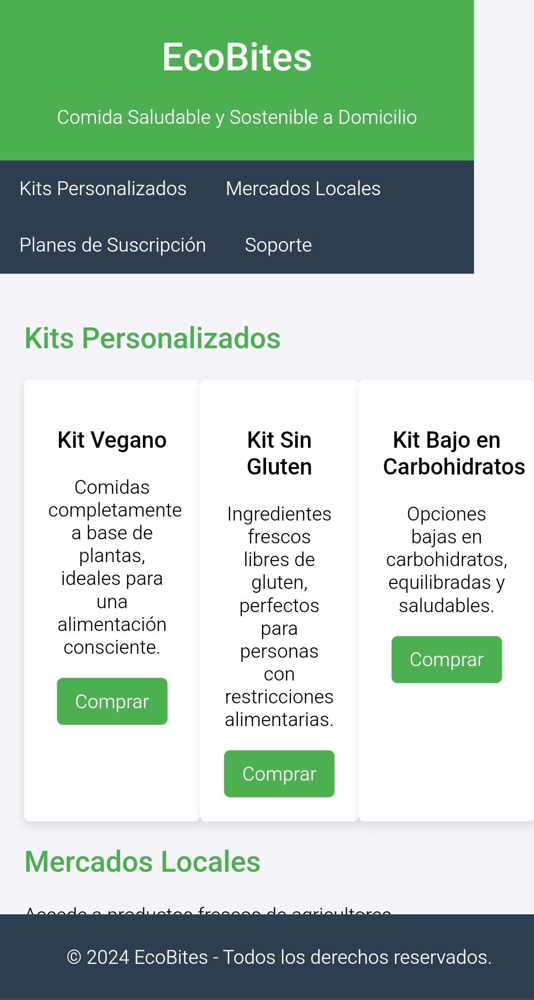 EcoBites
Comida Saludable y Sostenible a Domicilio
Kits Personalizados Mercados Locales
Planes de Suscripción Soporte
Kits Personalizados
Kit Vegano
Comidas
completamente
a base de
plantas,
ideales para
una
alimentación
consciente.
Comprar
Kit Sin
Gluten
Ingredientes
frescos
libres de
gluten,
perfectos
para
personas
con
restricciones
alimentarias.
Comprar
Kit Bajo en
Carbohidratos
Opciones
bajas en
carbohidratos,
equilibradas y
saludables.
Comprar
Mercados Locales
Accede a productos frescos de agricultores
© 2024 EcoBites - Todos los derechos reservados.